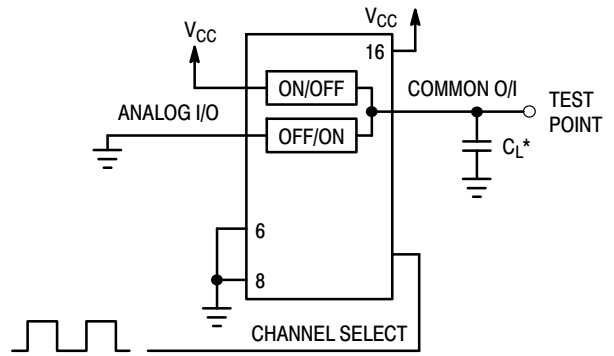 VCC
VCC
16
ON/OFF
COMMON O/I
TEST
POINT
ANALOG I/O
OFF/ON
CL*
6
8
CHANNEL SELECT